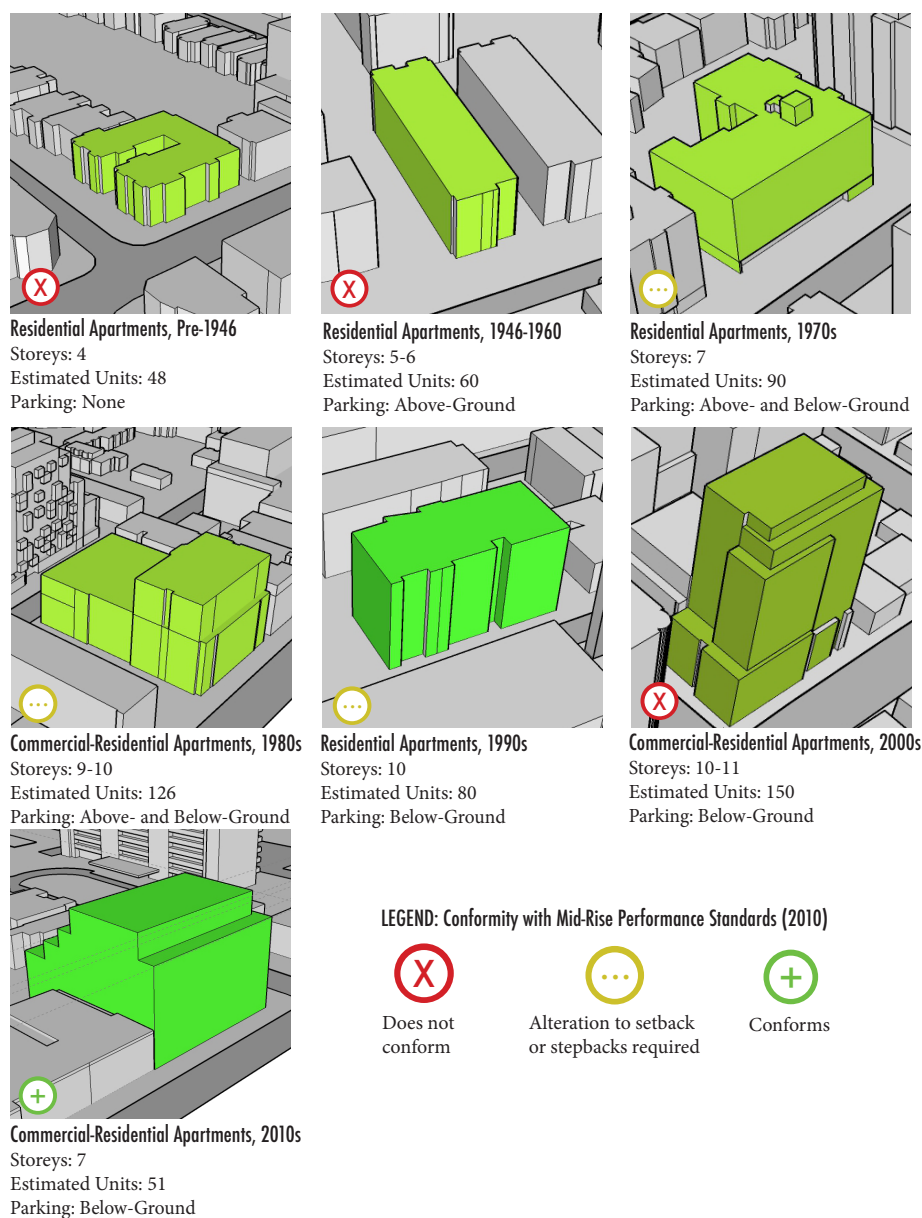 X
Residential Apartments, Pre-1946
Storeys: 4
Estimated Units: 48
Parking: None
X
Residential Apartments, 1946-1960
Storeys: 5-6
Estimated Units: 60
Parking: Above-Ground
...
Residential Apartments, 1970s
Storeys: 7
Estimated Units: 90
Parking: Above- and Below-Ground
...
Commercial-Residential Apartments, 1980s
Storeys: 9-10
Estimated Units: 126
Parking: Above- and Below-Ground
...
Residential Apartments, 1990s
Storeys: 10
Estimated Units: 80
Parking: Below-Ground
X
Commercial-Residential Apartments, 2000s
Storeys: 10-11
Estimated Units: 150
Parking: Below-Ground
+
Commercial-Residential Apartments, 2010s
Storeys: 7
Estimated Units: 51
Parking: Below-Ground
LEGEND: Conformity with Mid-Rise Performance Standards (2010)
X
Does not
conform
...
Alteration to setback
or stepbacks required
+
Conforms